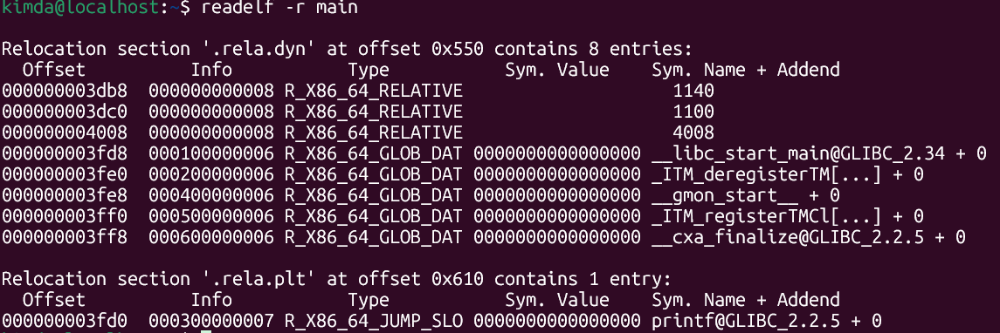 kimda@localhost:~$ readelf -r main
Relocation section '.rela.dyn' at offset 0x550 contains 8 entries:
  Offset          Info           Type           Sym. Value    Sym. Name + Addend
000000003db8  000000000008 R_X86_64_RELATIVE                    1140
000000003dc0  000000000008 R_X86_64_RELATIVE                    1100
000000004008  000000000008 R_X86_64_RELATIVE                    4008
000000003fd8  000100000006 R_X86_64_GLOB_DAT 0000000000000000 __libc_start_main@GLIBC_2.34 + 0
000000003fe0  000200000006 R_X86_64_GLOB_DAT 0000000000000000 _ITM_deregisterTM[...] + 0
000000003fe8  000400000006 R_X86_64_GLOB_DAT 0000000000000000 __gmon_start__ + 0
000000003ff0  000500000006 R_X86_64_GLOB_DAT 0000000000000000 _ITM_registerTMCl[...] + 0
000000003ff8  000600000006 R_X86_64_GLOB_DAT 0000000000000000 __cxa_finalize@GLIBC_2.2.5 + 0
Relocation section '.rela.plt' at offset 0x610 contains 1 entry:
  Offset          Info           Type           Sym. Value    Sym. Name + Addend
000000003fd0  000300000007 R_X86_64_JUMP_SLO 0000000000000000 printf@GLIBC_2.2.5 + 0